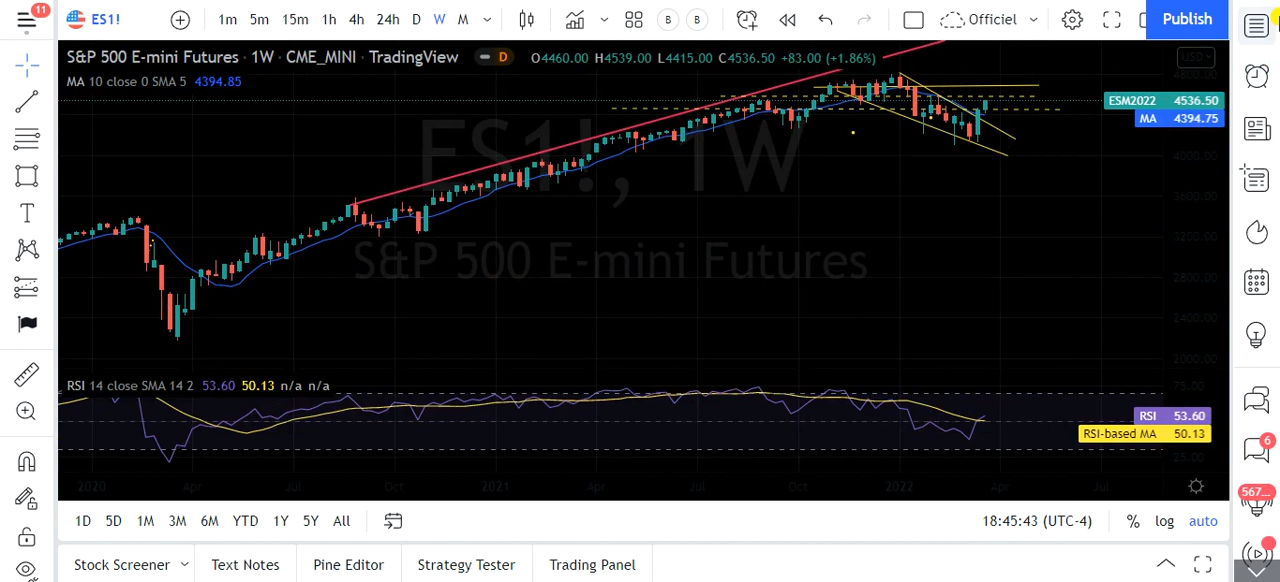 11
ES1!
1m 5m 15m 1h 4h 24h D W M
B B
Officiel
Publish
S&P 500 E-mini Futures · 1W · CME_MINI · TradingView
D
O4460.00 H4539.00 L4415.00 C4536.50 +83.00 (+1.86%)
USD
MA 10 close 0 SMA 5 4394.85
4800.00
ESM2022 4536.50
MA 4394.75
4000.00
3600.00
3200.00
2800.00
2400.00
2000.00
ES1!, 1W
S&P 500 E-mini Futures
RSI 14 close SMA 14 2 53.60 50.13 n/a n/a
75.00
RSI 53.60
RSI-based MA 50.13
25.00
2020 Apr Jul Oct 2021 Apr Jul Oct 2022 Apr Jul
1D 5D 1M 3M 6M YTD 1Y 5Y All
18:45:43 (UTC-4) % log auto
Stock Screener Text Notes Pine Editor Strategy Tester Trading Panel
6
567...